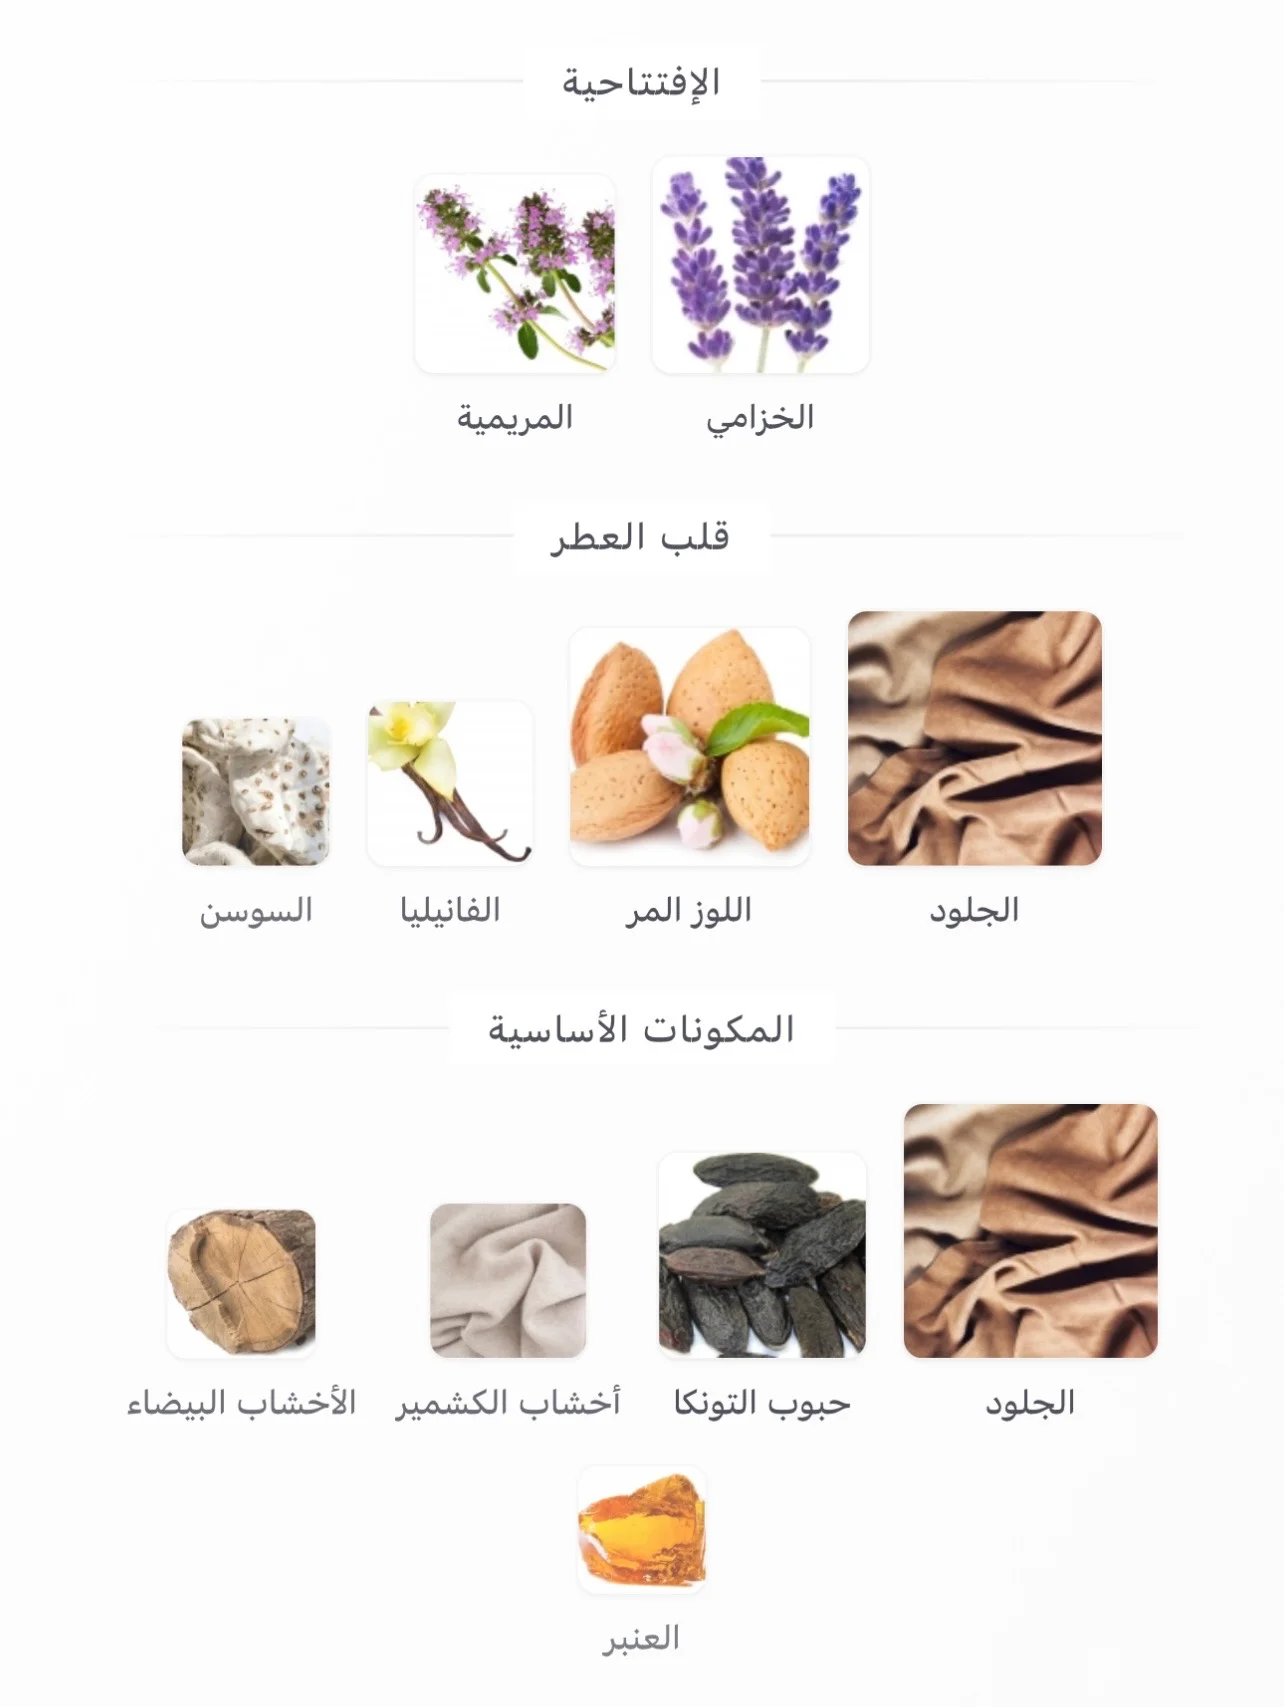 الإفتتاحية
الخزامي
المريمية
قلب العطر
الجلود
اللوز المر
الفانيليا
السوسن
المكونات الأساسية
الجلود
حبوب التونكا
أخشاب الكشمير
الأخشاب البيضاء
العنبر